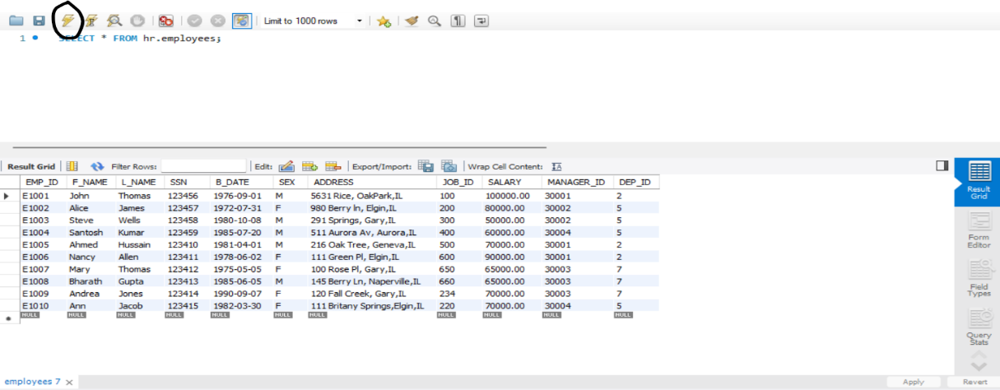 Limit to 1000 rows
1 SELECT * FROM hr.employees;
Result Grid Filter Rows: Edit: Export/Import: Wrap Cell Content:
EMP_ID F_NAME L_NAME SSN B_DATE SEX ADDRESS JOB_ID SALARY MANAGER_ID DEP_ID
E1001 John Thomas 123456 1976-09-01 M 5631 Rice, OakPark,IL 100 100000.00 30001 2
E1002 Alice James 123457 1972-07-31 F 980 Berry ln, Elgin,IL 200 80000.00 30002 5
E1003 Steve Wells 123458 1980-10-08 M 291 Springs, Gary,IL 300 50000.00 30002 5
E1004 Santosh Kumar 123459 1985-07-20 M 511 Aurora Av, Aurora,IL 400 60000.00 30004 5
E1005 Ahmed Hussain 123410 1981-04-01 M 216 Oak Tree, Geneva,IL 500 70000.00 30001 2
E1006 Nancy Allen 123411 1978-06-02 F 111 Green Pl, Elgin,IL 600 90000.00 30001 2
E1007 Mary Thomas 123412 1975-05-05 F 100 Rose Pl, Gary,IL 650 65000.00 30003 7
E1008 Bharath Gupta 123413 1985-06-05 M 145 Berry Ln, Naperville,IL 660 65000.00 30003 7
E1009 Andrea Jones 123414 1990-09-07 F 120 Fall Creek, Gary,IL 234 70000.00 30003 7
E1010 Ann Jacob 123415 1982-03-30 F 111 Britany Springs,Elgin,IL 220 70000.00 30004 5
NULL NULL NULL NULL NULL NULL NULL NULL NULL NULL NULL
Result
Grid
Form
Editor
Field
Types
Query
Stats
employees 7
Apply Revert